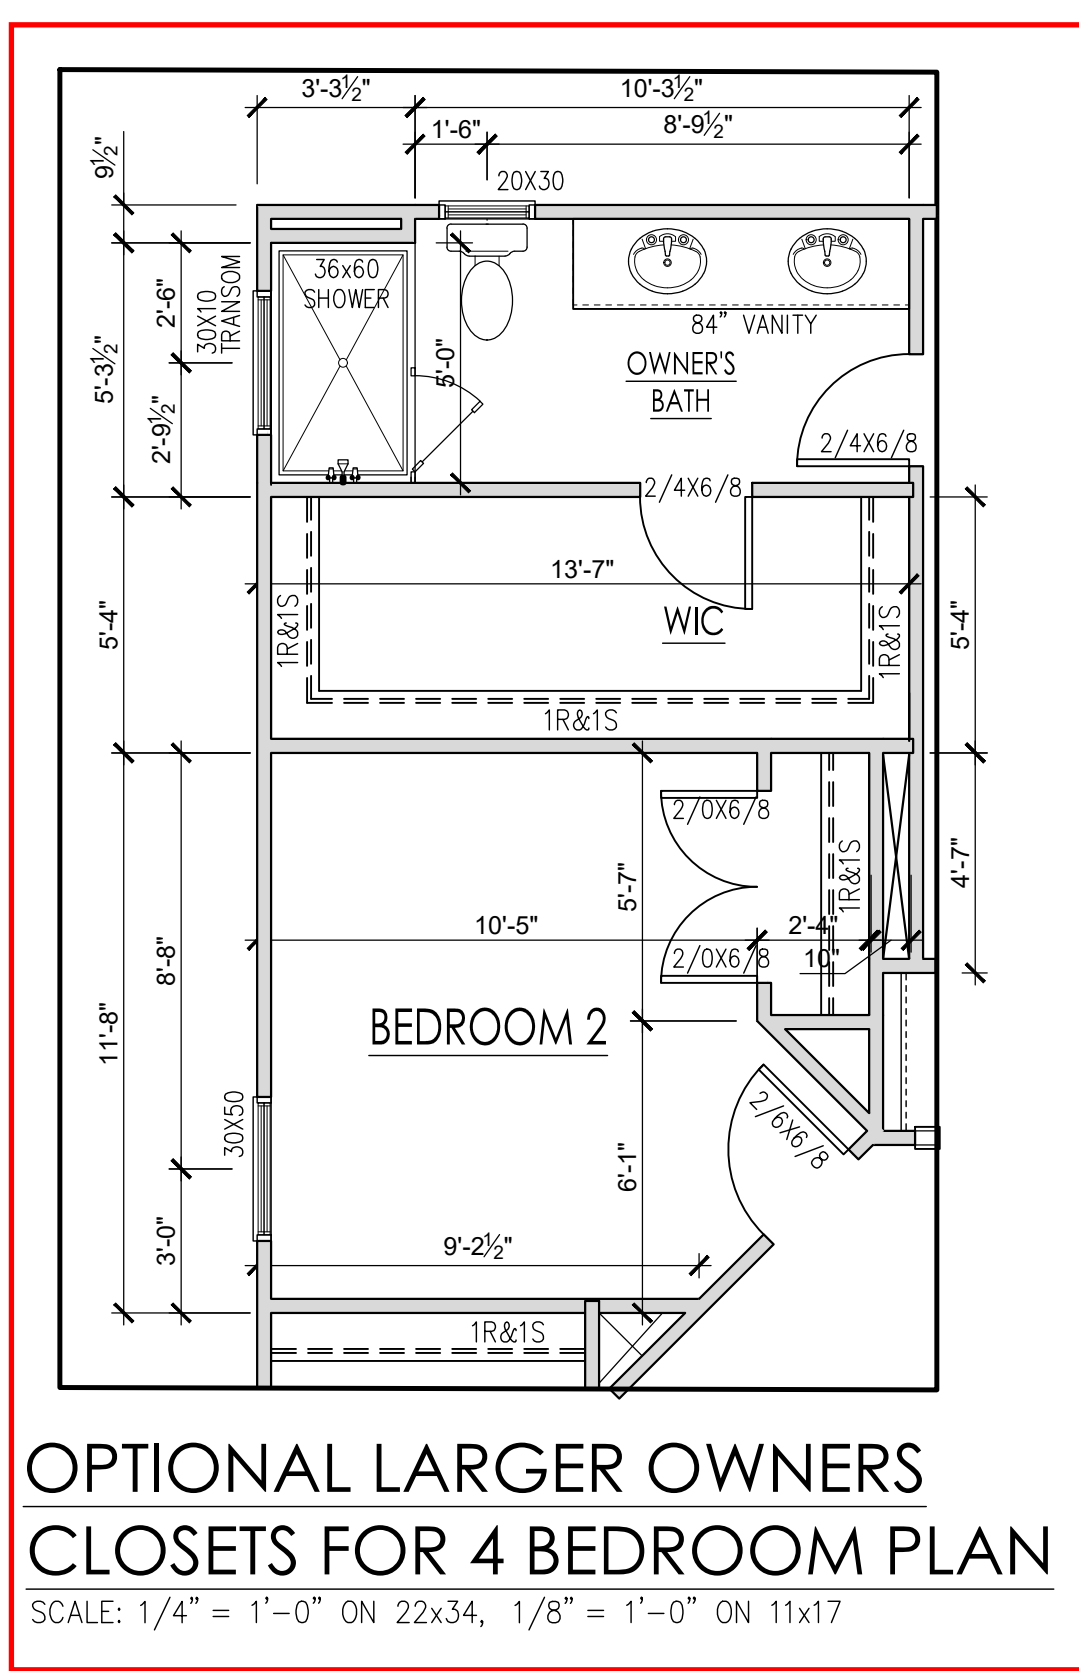 3'-3½"
10'-3½"
1'-6"
8'-9½"
9½"
20X30
36x60
SHOWER
2'-6"
30X10
TRANSOM
5'-3½"
2'-9½"
5'-0"
84" VANITY
OWNER'S
BATH
2/4X6/8
2/4X6/8
13'-7"
5'-4"
1R&1S
WIC
1R&1S
5'-4"
1R&1S
2/0X6/8
5'-7"
1R&1S
4'-7"
10'-5"
2'-4"
10"
2/0X6/8
8'-8"
11'-8"
BEDROOM 2
30X50
2/6X6/8
6'-1"
3'-0"
9'-2½"
1R&1S
OPTIONAL LARGER OWNERS
CLOSETS FOR 4 BEDROOM PLAN
SCALE: 1/4" = 1'-0" ON 22x34, 1/8" = 1'-0" ON 11x17